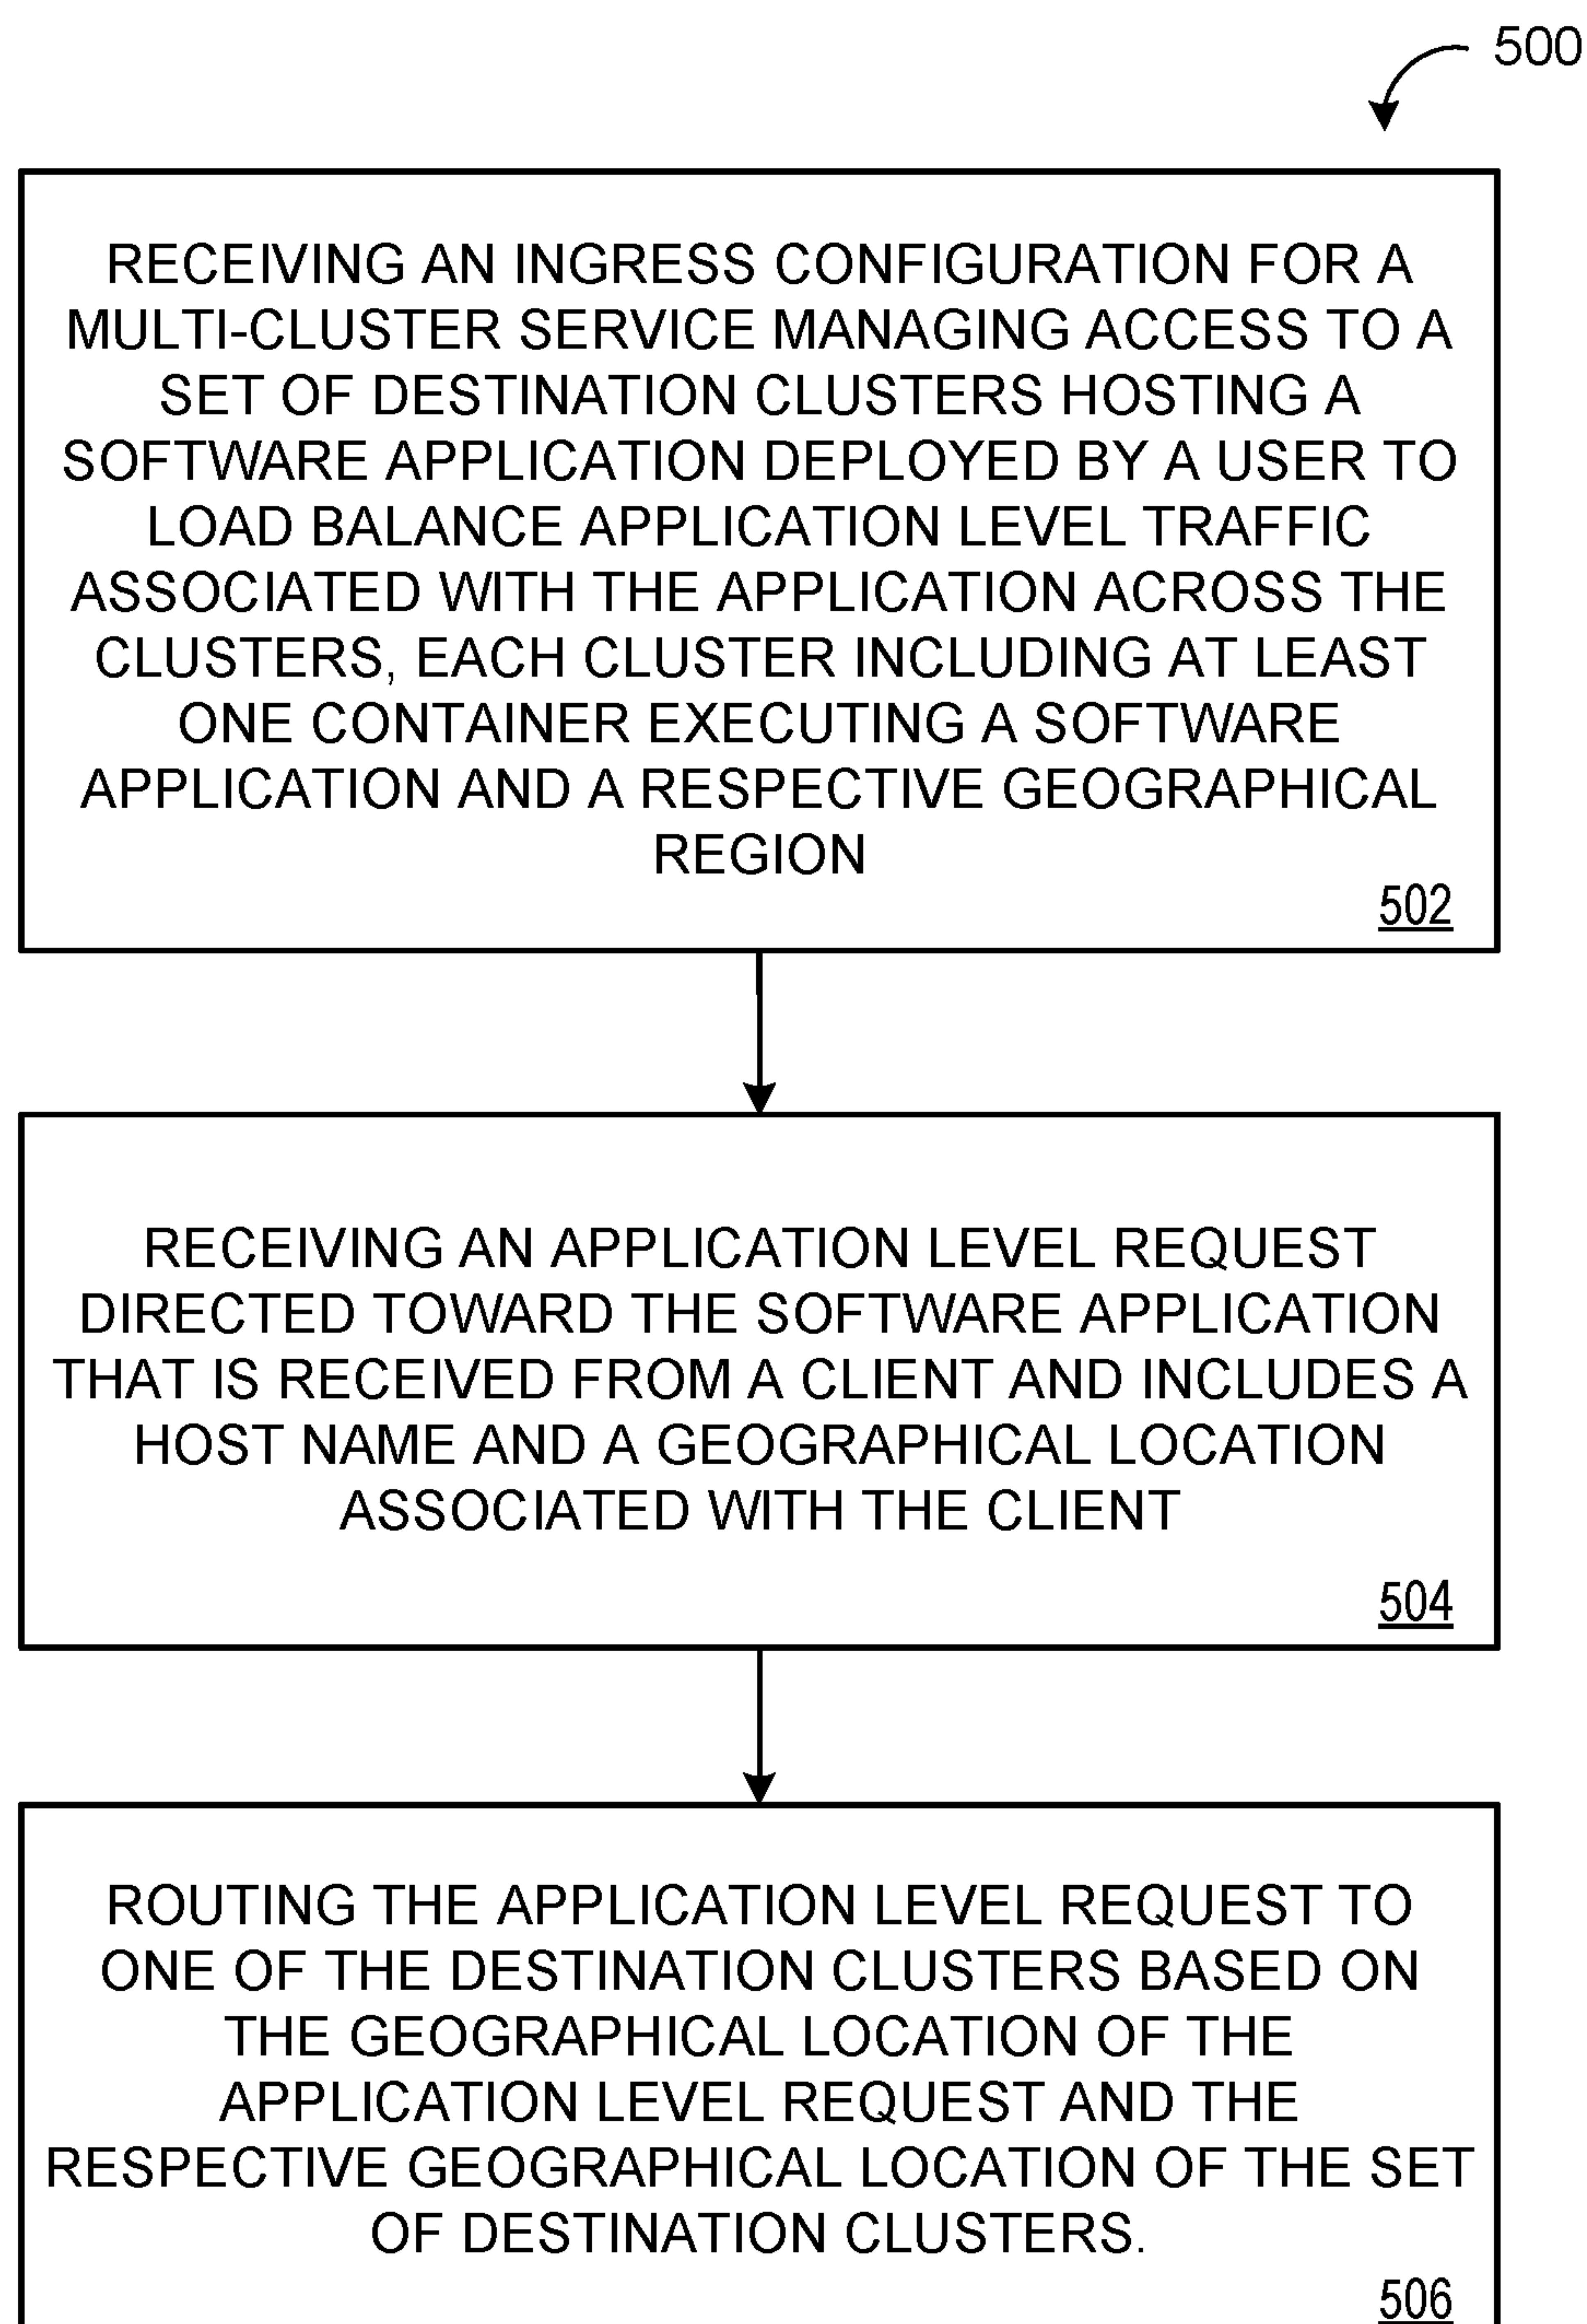 500
RECEIVING AN INGRESS CONFIGURATION FOR A
MULTI-CLUSTER SERVICE MANAGING ACCESS TO A
SET OF DESTINATION CLUSTERS HOSTING A
SOFTWARE APPLICATION DEPLOYED BY A USER TO
LOAD BALANCE APPLICATION LEVEL TRAFFIC
ASSOCIATED WITH THE APPLICATION ACROSS THE
CLUSTERS, EACH CLUSTER INCLUDING AT LEAST
ONE CONTAINER EXECUTING A SOFTWARE
APPLICATION AND A RESPECTIVE GEOGRAPHICAL
REGION
502
RECEIVING AN APPLICATION LEVEL REQUEST
DIRECTED TOWARD THE SOFTWARE APPLICATION
THAT IS RECEIVED FROM A CLIENT AND INCLUDES A
HOST NAME AND A GEOGRAPHICAL LOCATION
ASSOCIATED WITH THE CLIENT
504
ROUTING THE APPLICATION LEVEL REQUEST TO
ONE OF THE DESTINATION CLUSTERS BASED ON
THE GEOGRAPHICAL LOCATION OF THE
APPLICATION LEVEL REQUEST AND THE
RESPECTIVE GEOGRAPHICAL LOCATION OF THE SET
OF DESTINATION CLUSTERS.
506